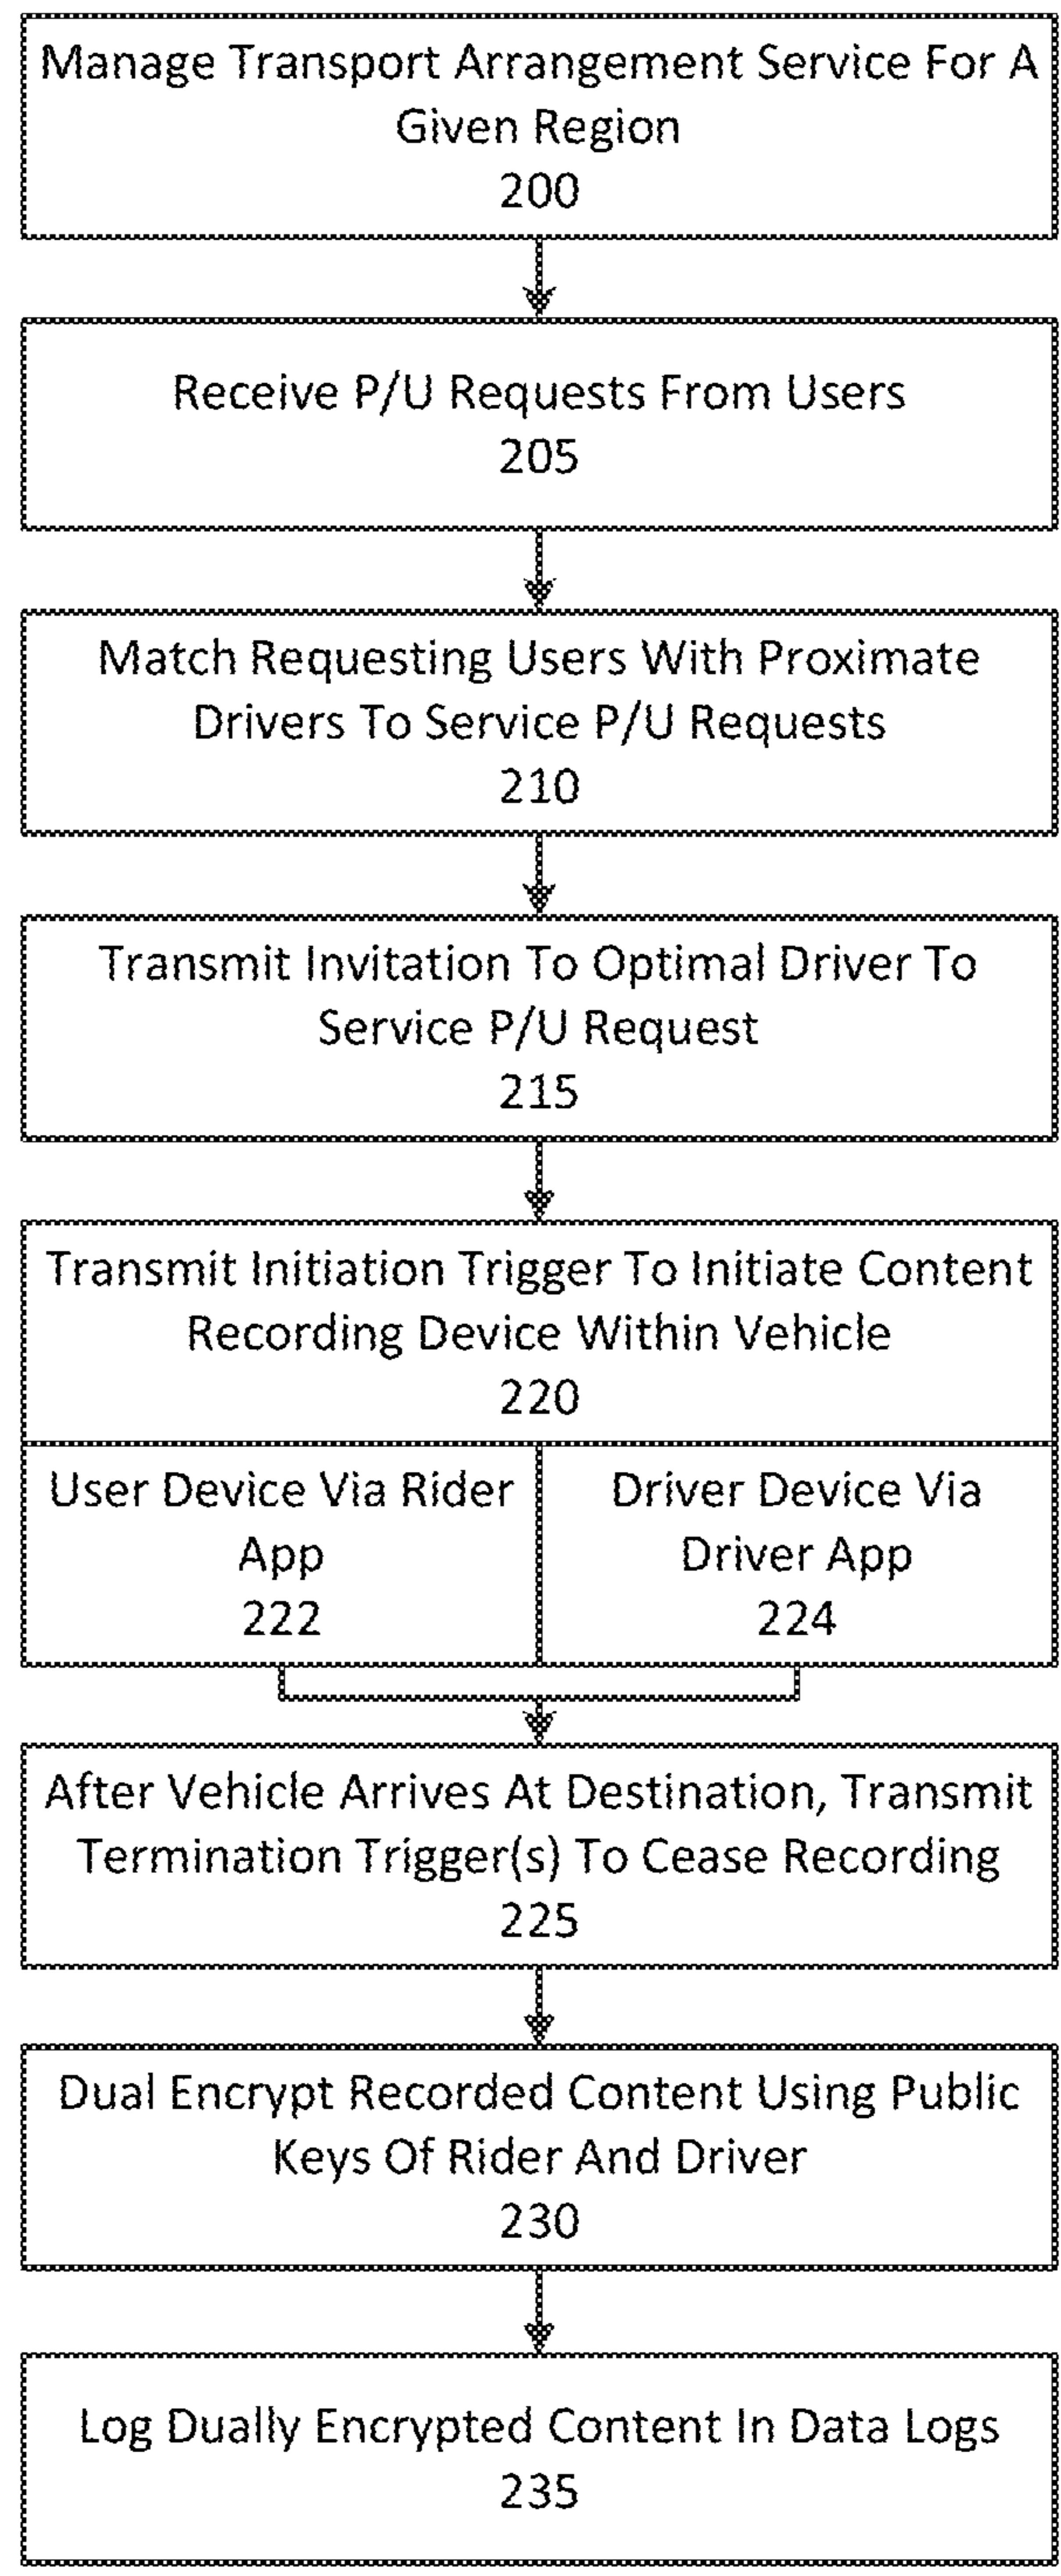 Manage Transport Arrangement Service For A
Given Region
200
Receive P/U Requests From Users
205
Match Requesting Users With Proximate
Drivers To Service P/U Requests
210
Transmit Invitation To Optimal Driver To
Service P/U Request
215
Transmit Initiation Trigger To Initiate Content
Recording Device Within Vehicle
220
User Device Via Rider
App
222
Driver Device Via
Driver App
224
After Vehicle Arrives At Destination, Transmit
Termination Trigger(s) To Cease Recording
225
Dual Encrypt Recorded Content Using Public
Keys Of Rider And Driver
230
Log Dually Encrypted Content In Data Logs
235